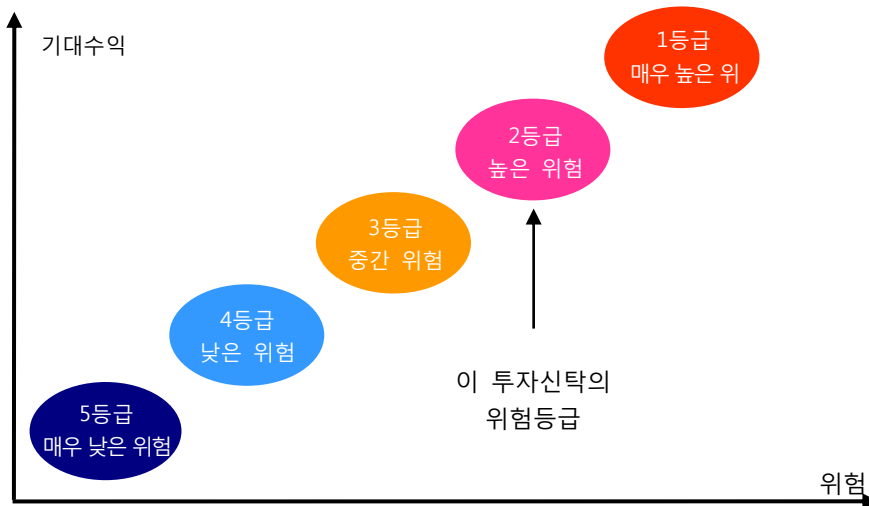 기대수익
1등급
매우 높은 위
2등급
높은 위험
3등급
중간 위험
4등급
낮은 위험
이 투자신탁의
위험등급
5등급
매우 낮은 위험
위험